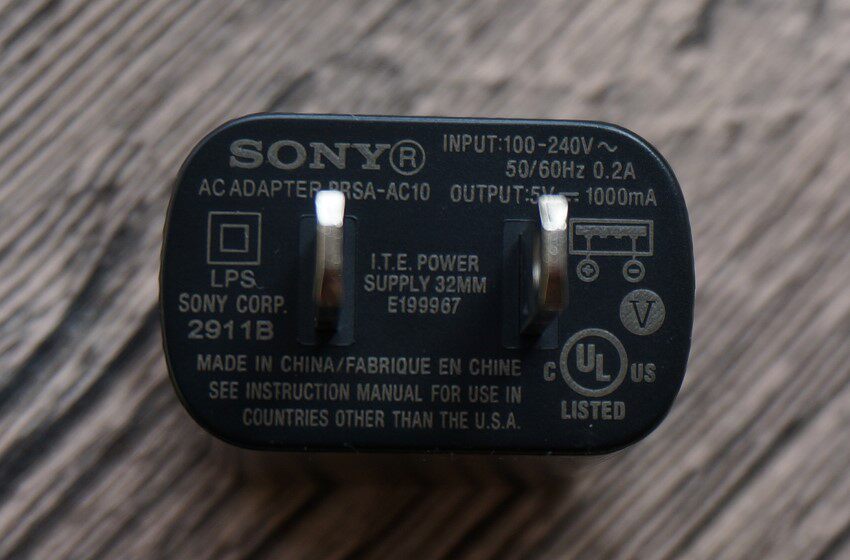 SONY®
AC ADAPTER PRSA-AC10
INPUT:100-240V~
50/60Hz 0.2A
OUTPUT:5V⎓1000mA
LPS
SONY CORP.
2911B
I.T.E. POWER
SUPPLY 32MM
E199967
+ -
V
C UL US
LISTED
MADE IN CHINA/FABRIQUE EN CHINE
SEE INSTRUCTION MANUAL FOR USE IN
COUNTRIES OTHER THAN THE U.S.A.